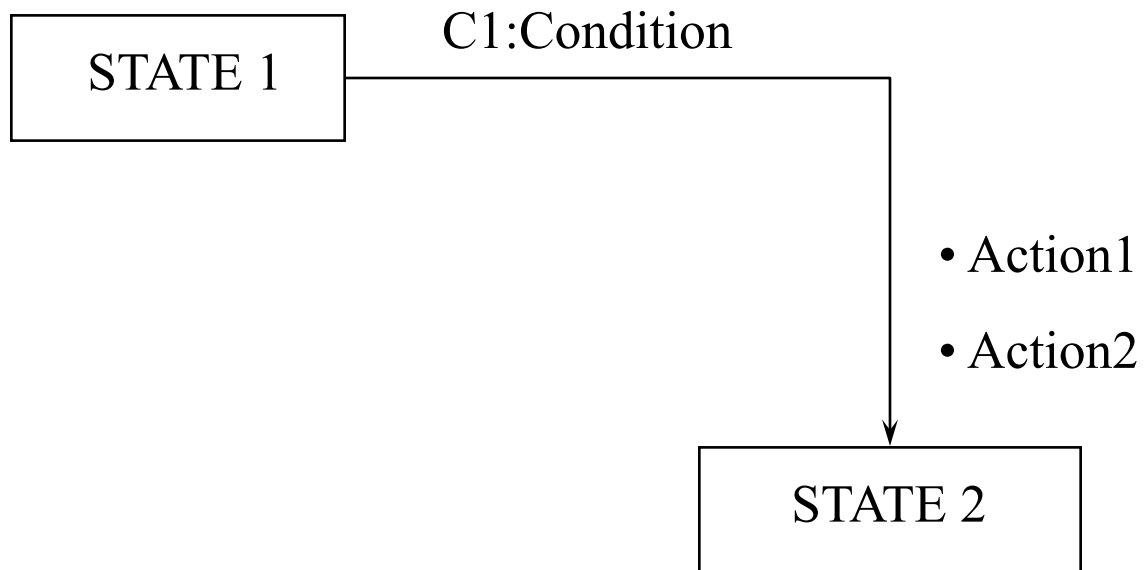 C1:Condition
STATE 1
• Action1
• Action2
STATE 2